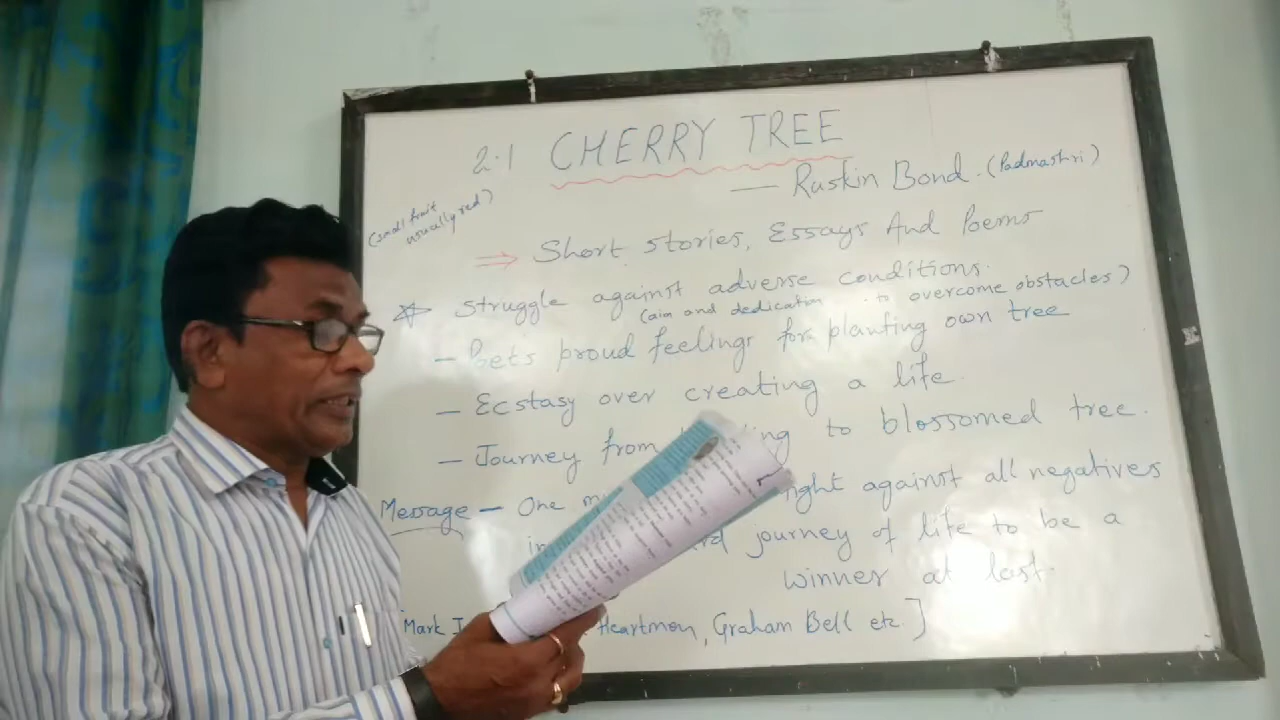 2.1 CHERRY TREE
— Ruskin Bond. (Padmashri)
(small fruit
usually red)
⇒ Short stories, Essays And Poems
☆ Struggle against adverse conditions.
(aim and dedication to overcome obstacles)
– Poet's proud feelings for planting own tree
– Ecstasy over creating a life.
– Journey from to blossomed tree.
Message – One against all negatives
journey of life to be a
winner at last.
Mark Heartmon, Graham Bell etc.]